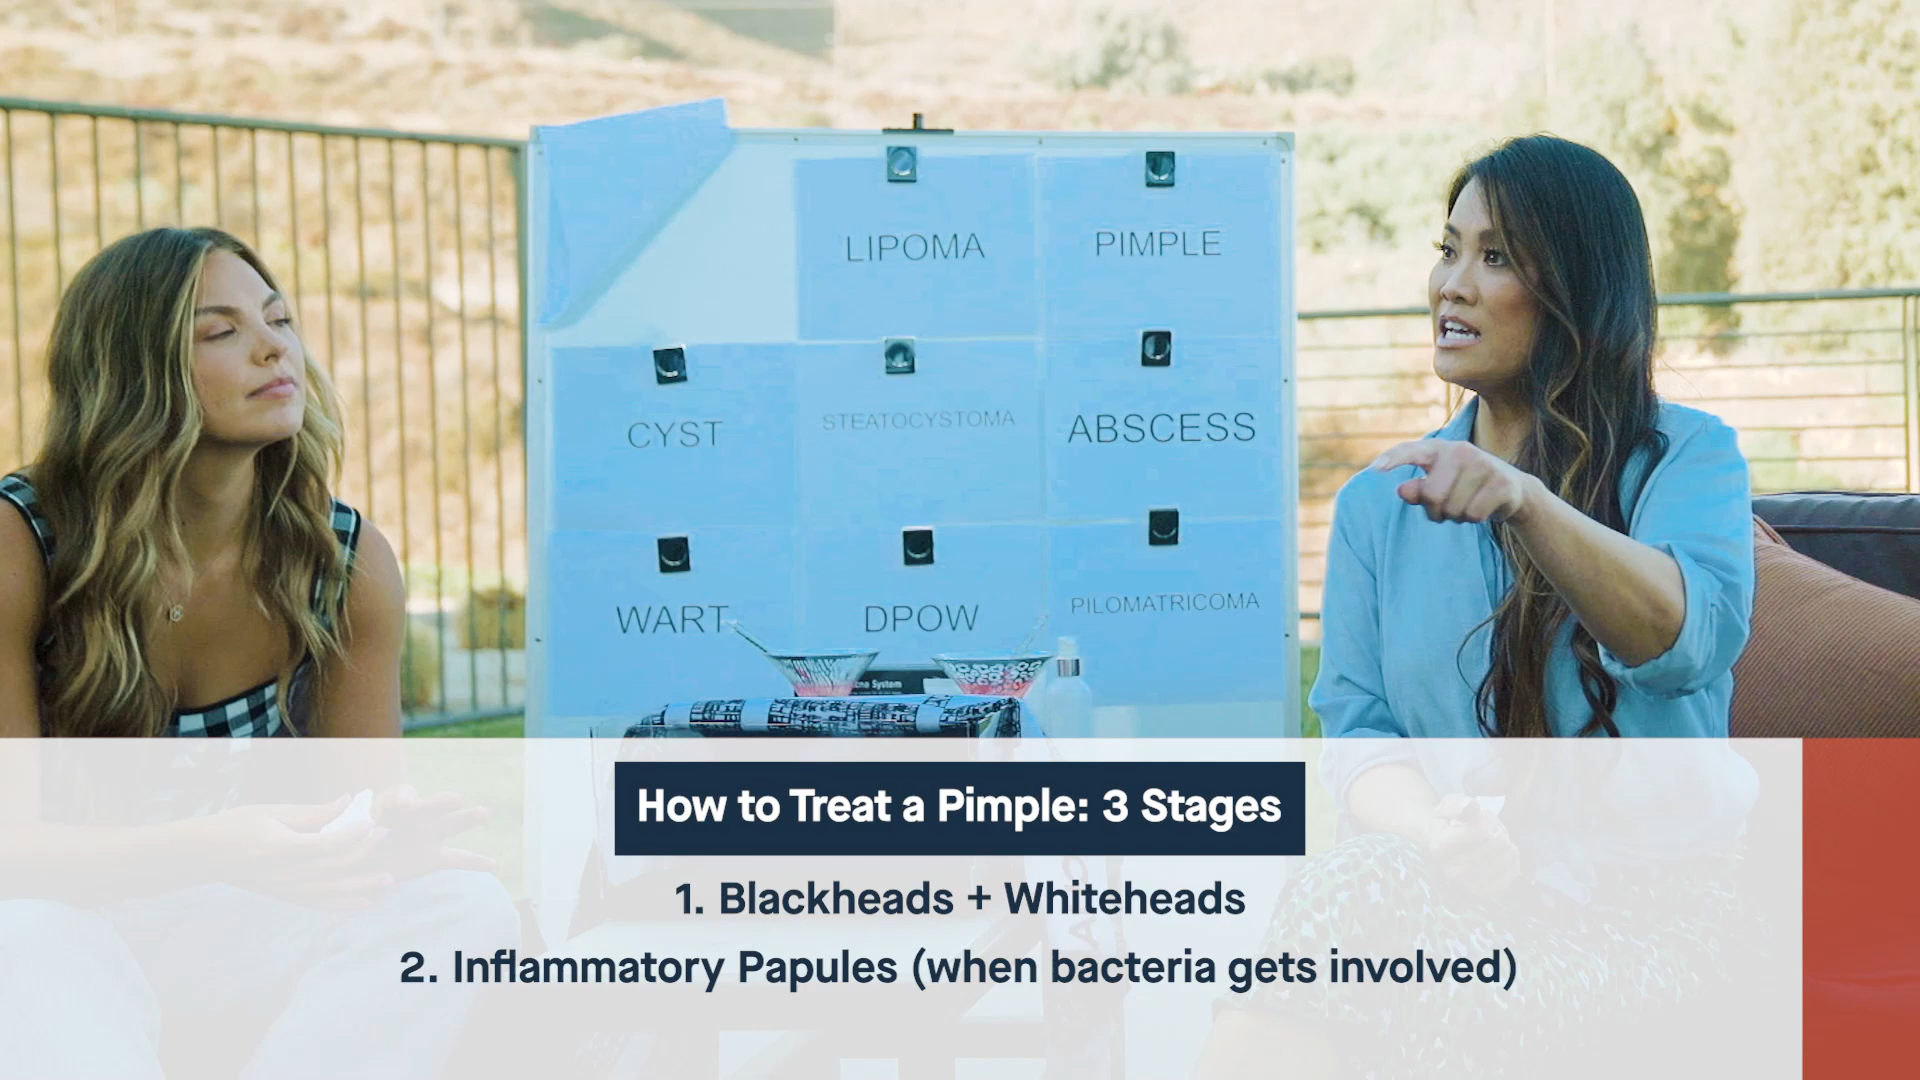 LIPOMA
PIMPLE
CYST
STEATOCYSTOMA
ABSCESS
WART
DPOW
PILOMATRICOMA
System
How to Treat a Pimple: 3 Stages
1. Blackheads + Whiteheads
2. Inflammatory Papules (when bacteria gets involved)